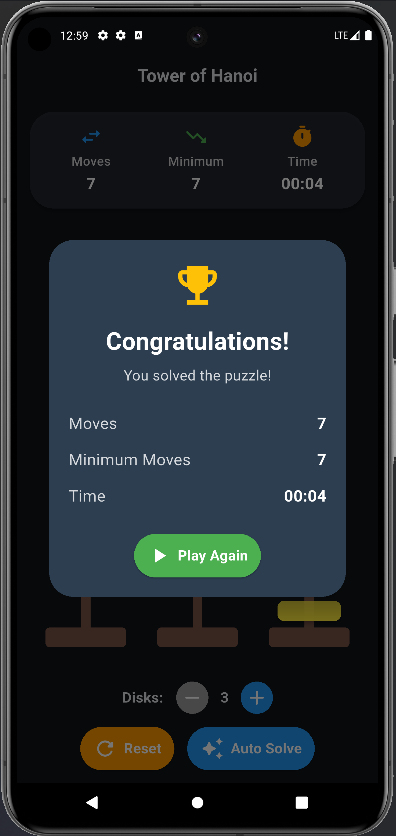 12:59 LTE
Tower of Hanoi
Moves Minimum Time
7 7 00:04
Congratulations!
You solved the puzzle!
Moves 7
Minimum Moves 7
Time 00:04
Play Again
Disks: 3
Reset Auto Solve